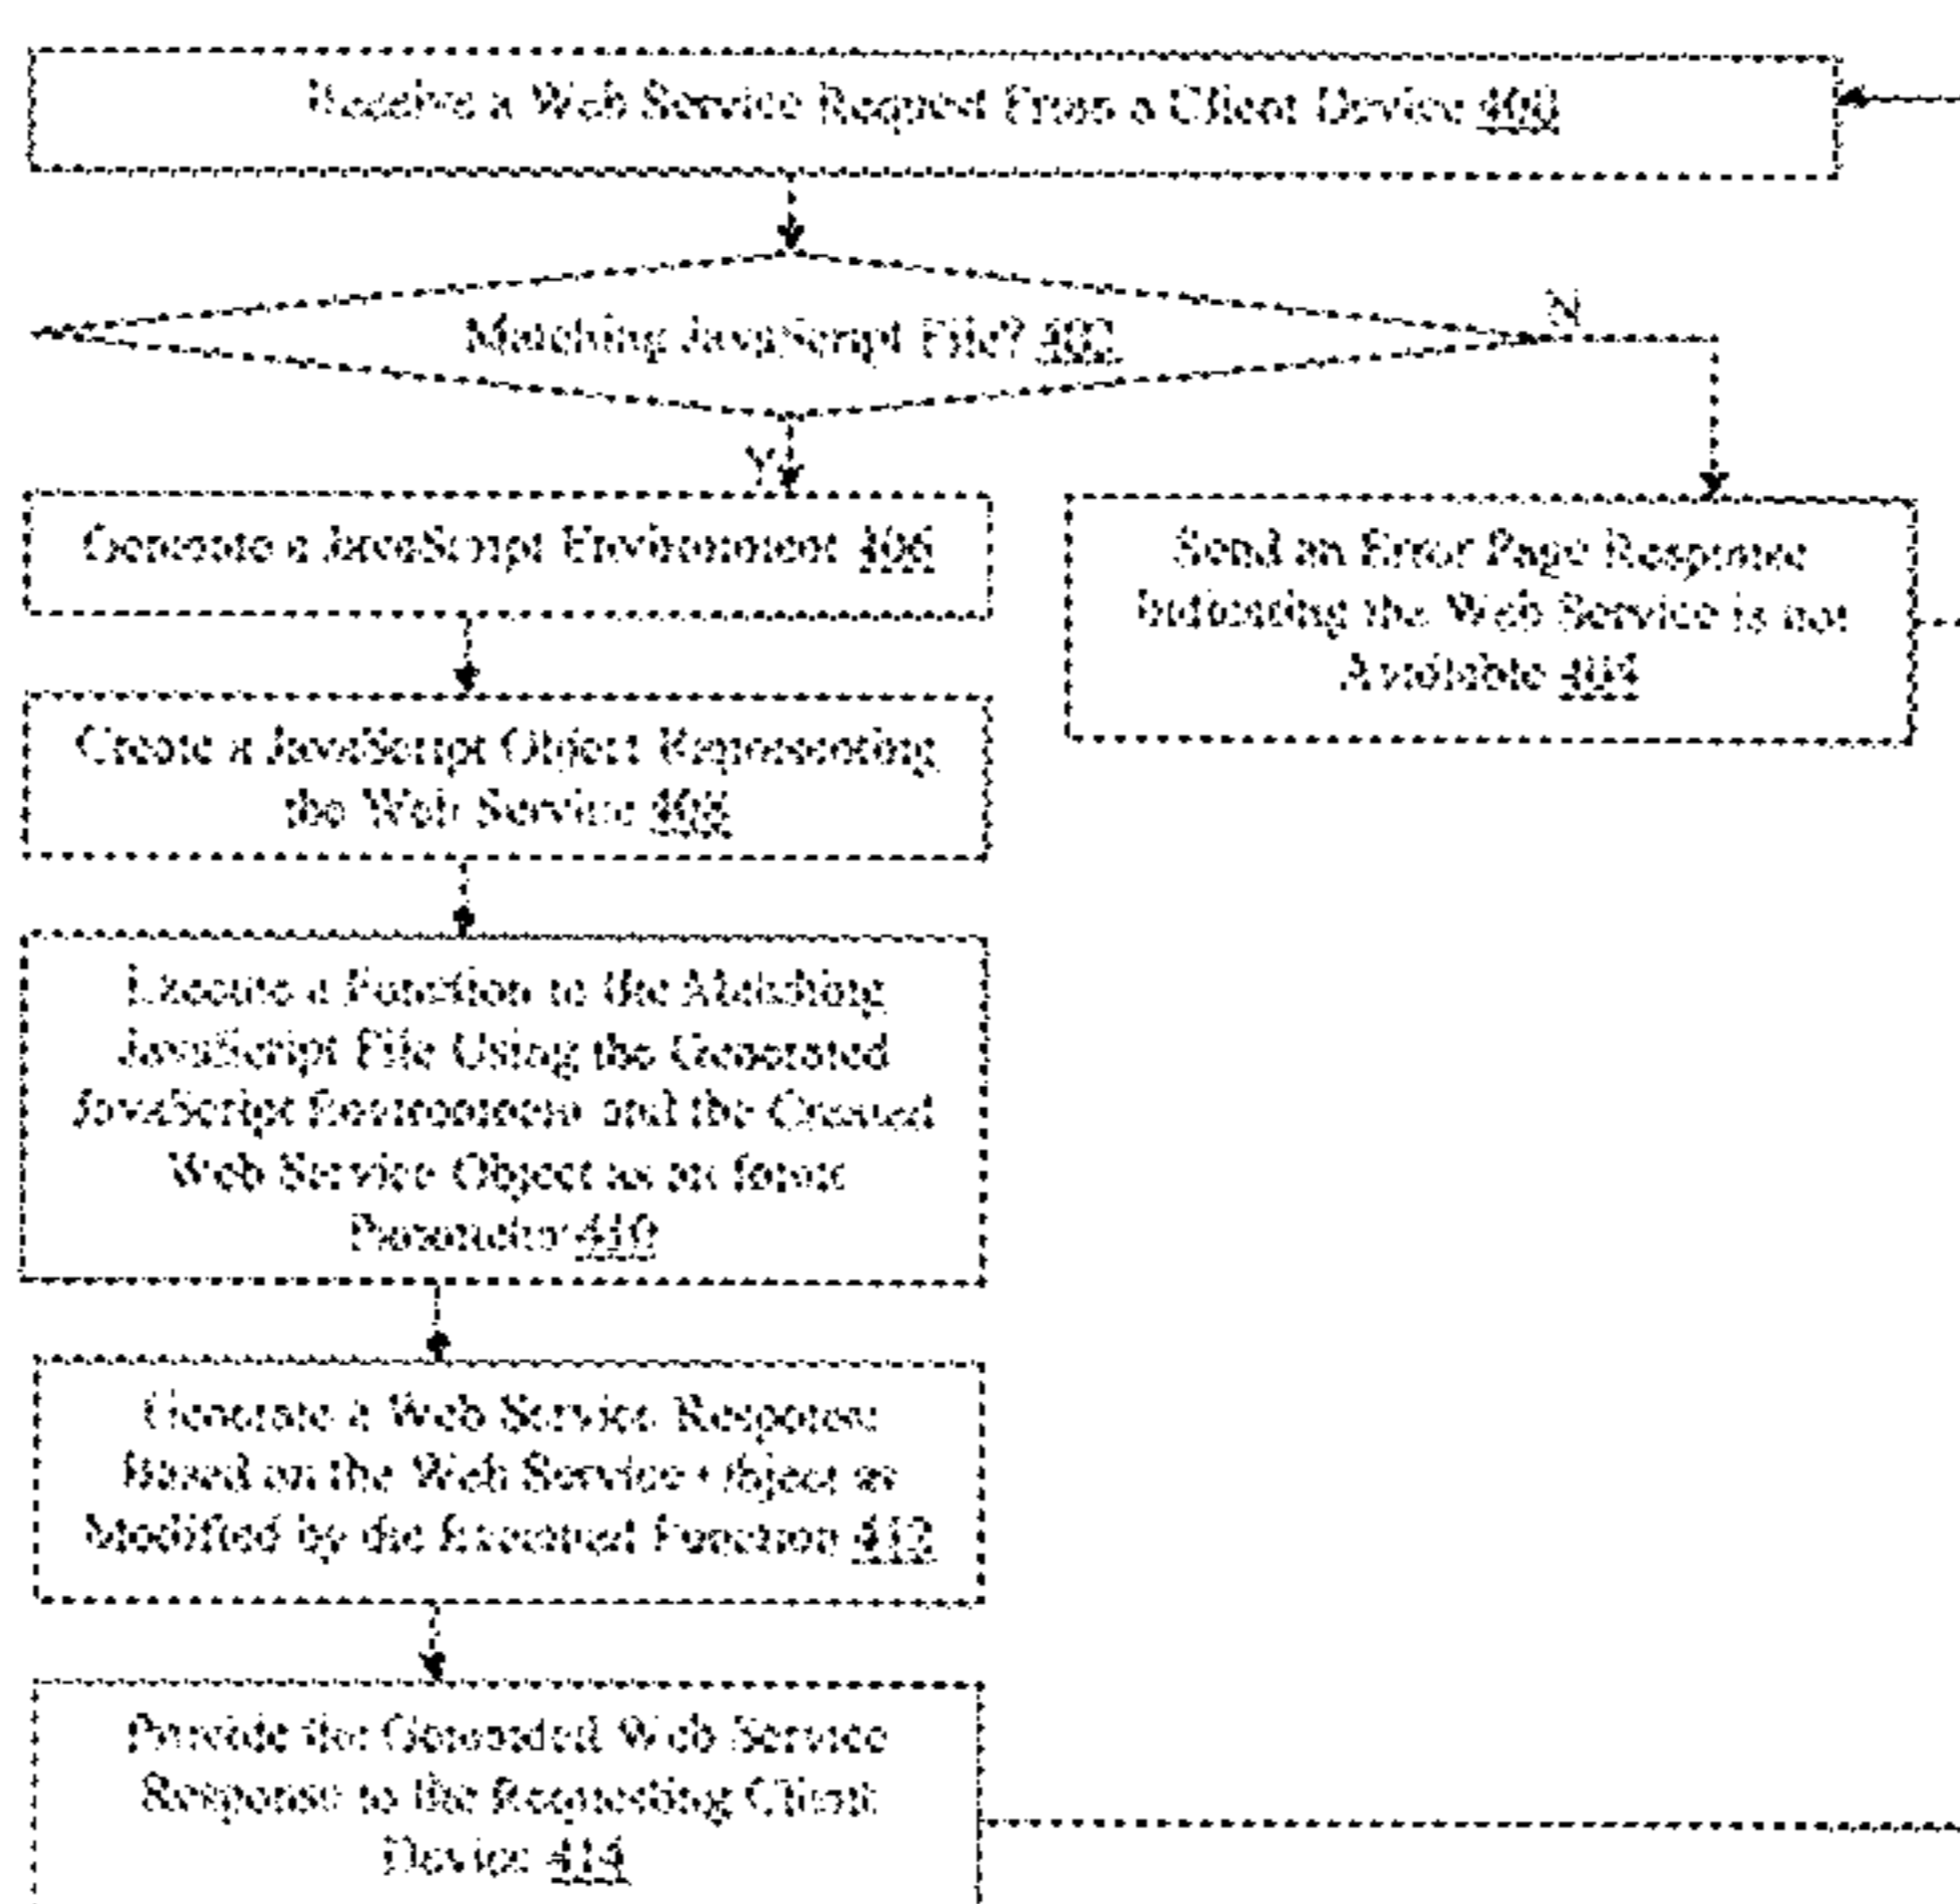 Receive a Web Service Request From a Client Device 400
Matching JavaScript File? 402
N
Y
Generate a JavaScript Environment 406
Send an Error Page Response
Indicating the Web Service is not
Available 404
Create a JavaScript Object Representing
the Web Service 408
Execute a Function in the Matching
JavaScript File Using the Generated
JavaScript Environment and the Created
Web Service Object as an Input
Parameter 410
Generate a Web Service Response
Based on the Web Service Object as
Modified by the Executed Function 412
Provide the Generated Web Service
Response to the Requesting Client
Device 414